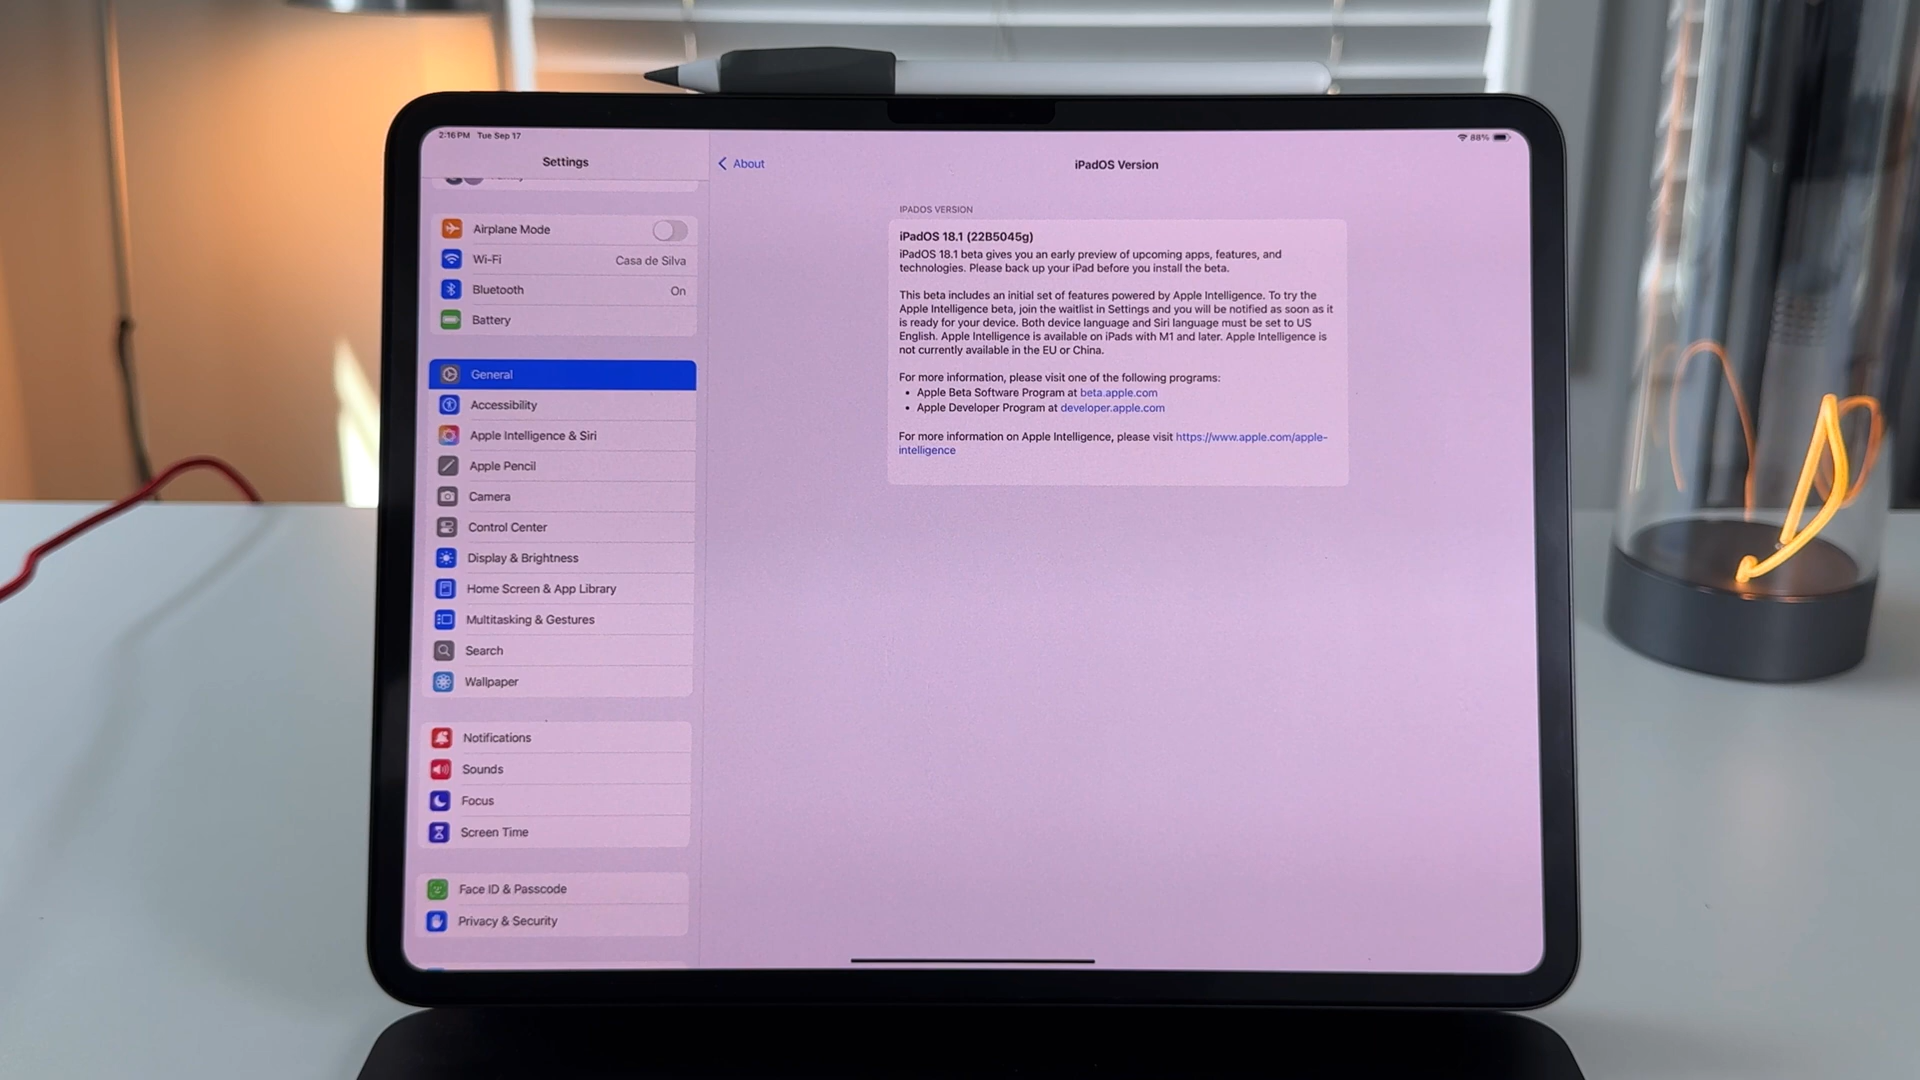 2:16 PM Tue Sep 17
88%
Settings
Airplane Mode
Wi-Fi
Casa de Silva
Bluetooth
On
Battery
General
Accessibility
Apple Intelligence & Siri
Apple Pencil
Camera
Control Center
Display & Brightness
Home Screen & App Library
Multitasking & Gestures
Search
Wallpaper
Notifications
Sounds
Focus
Screen Time
Face ID & Passcode
Privacy & Security
About
iPadOS Version
IPADOS VERSION
iPadOS 18.1 (22B5045g)
iPadOS 18.1 beta gives you an early preview of upcoming apps, features, and
technologies. Please back up your iPad before you install the beta.
This beta includes an initial set of features powered by Apple Intelligence. To try the
Apple Intelligence beta, join the waitlist in Settings and you will be notified as soon as it
is ready for your device. Both device language and Siri language must be set to US
English. Apple Intelligence is available on iPads with M1 and later. Apple Intelligence is
not currently available in the EU or China.
For more information, please visit one of the following programs:
• Apple Beta Software Program at beta.apple.com
• Apple Developer Program at developer.apple.com
For more information on Apple Intelligence, please visit https://www.apple.com/apple-
intelligence